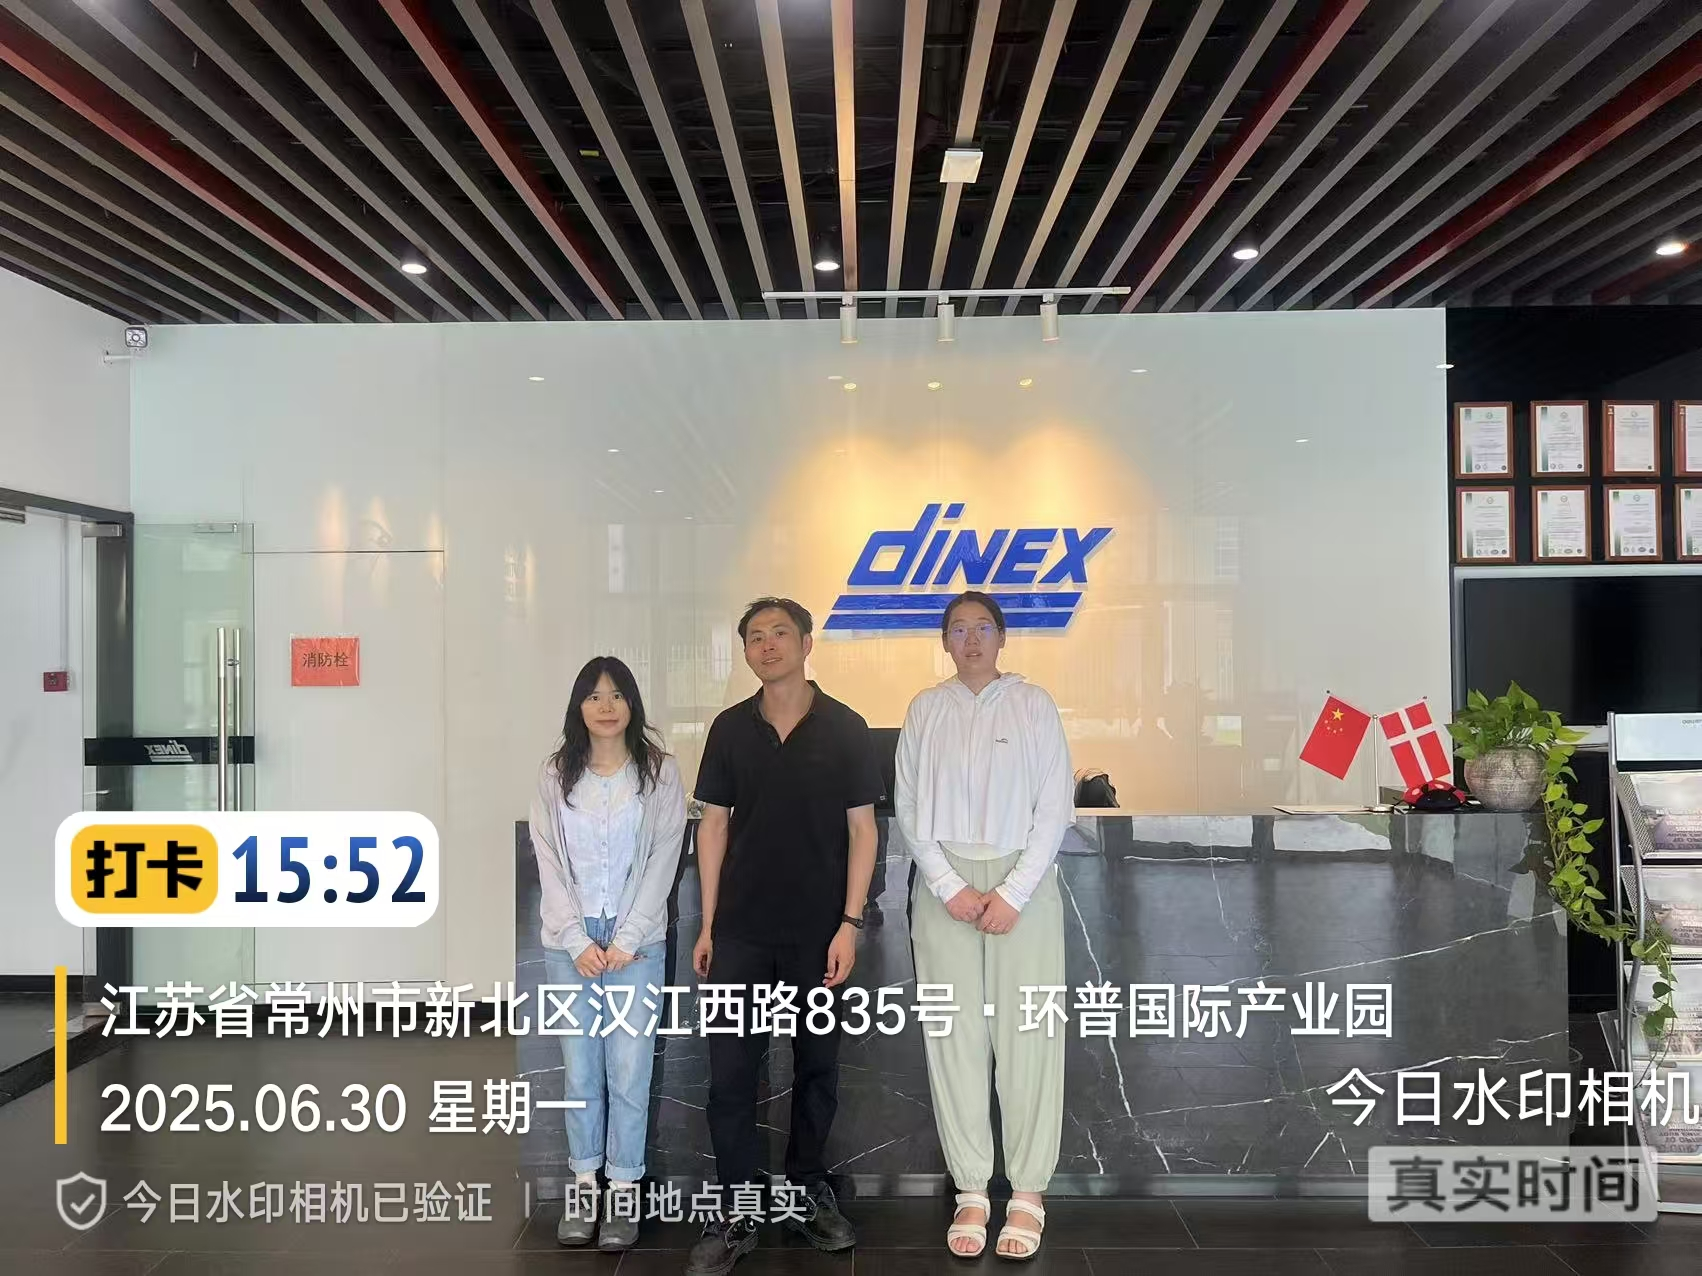 dinex
消防栓
dinex
打卡 15:52
江苏省常州市新北区汉江西路835号·环普国际产业园
2025.06.30 星期一
今日水印相机已验证 | 时间地点真实
今日水印相机
真实时间